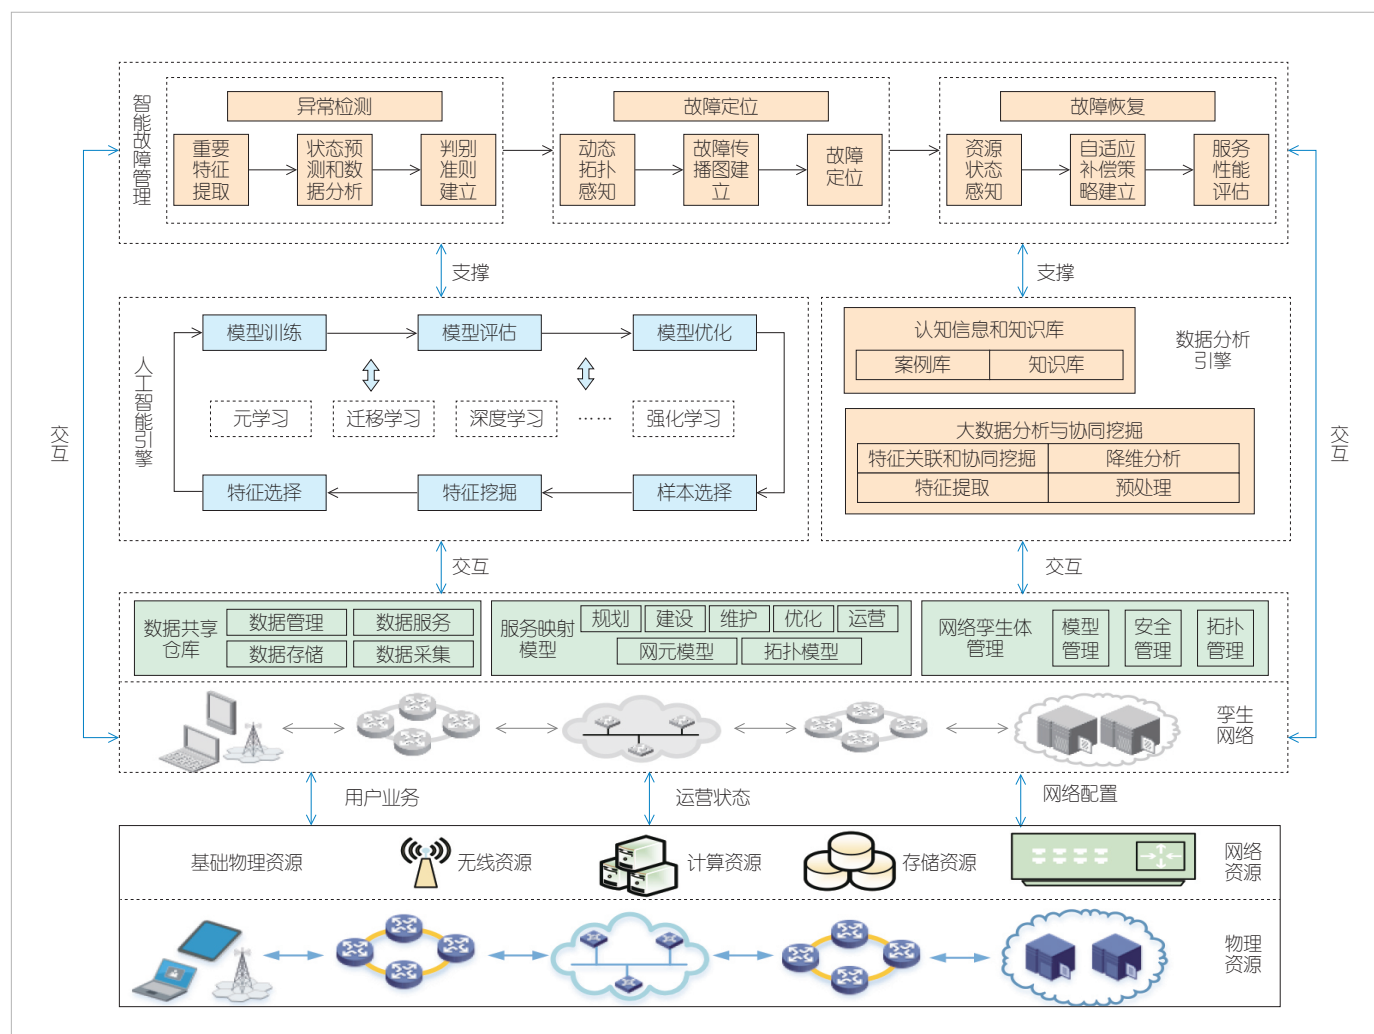 智能故障管理
异常检测
重要
特征
提取
状态预
测和数
据分析
判别
准则
建立
故障定位
动态
拓扑
感知
故障传
播图建
立
故障
定位
故障恢复
资源
状态
感知
自适应
补偿策
略建立
服务
性能
评估
支撑
支撑
交互
交互
人工智能引擎
模型训练
模型评估
模型优化
元学习
迁移学习
深度学习
……
强化学习
特征选择
特征挖掘
样本选择
数据分析
引擎
认知信息和知识库
案例库
知识库
大数据分析与协同挖掘
特征关联和协同挖掘
降维分析
特征提取
预处理
交互
交互
数据共享
仓库
数据管理
数据服务
数据存储
数据采集
服务映射
模型
规划
建设
维护
优化
运营
网元模型
拓扑模型
网络孪生体
管理
模型
管理
安全
管理
拓扑
管理
孪生
网络
用户业务
运营状态
网络配置
基础物理资源
无线资源
计算资源
存储资源
网络
资源
物理
资源